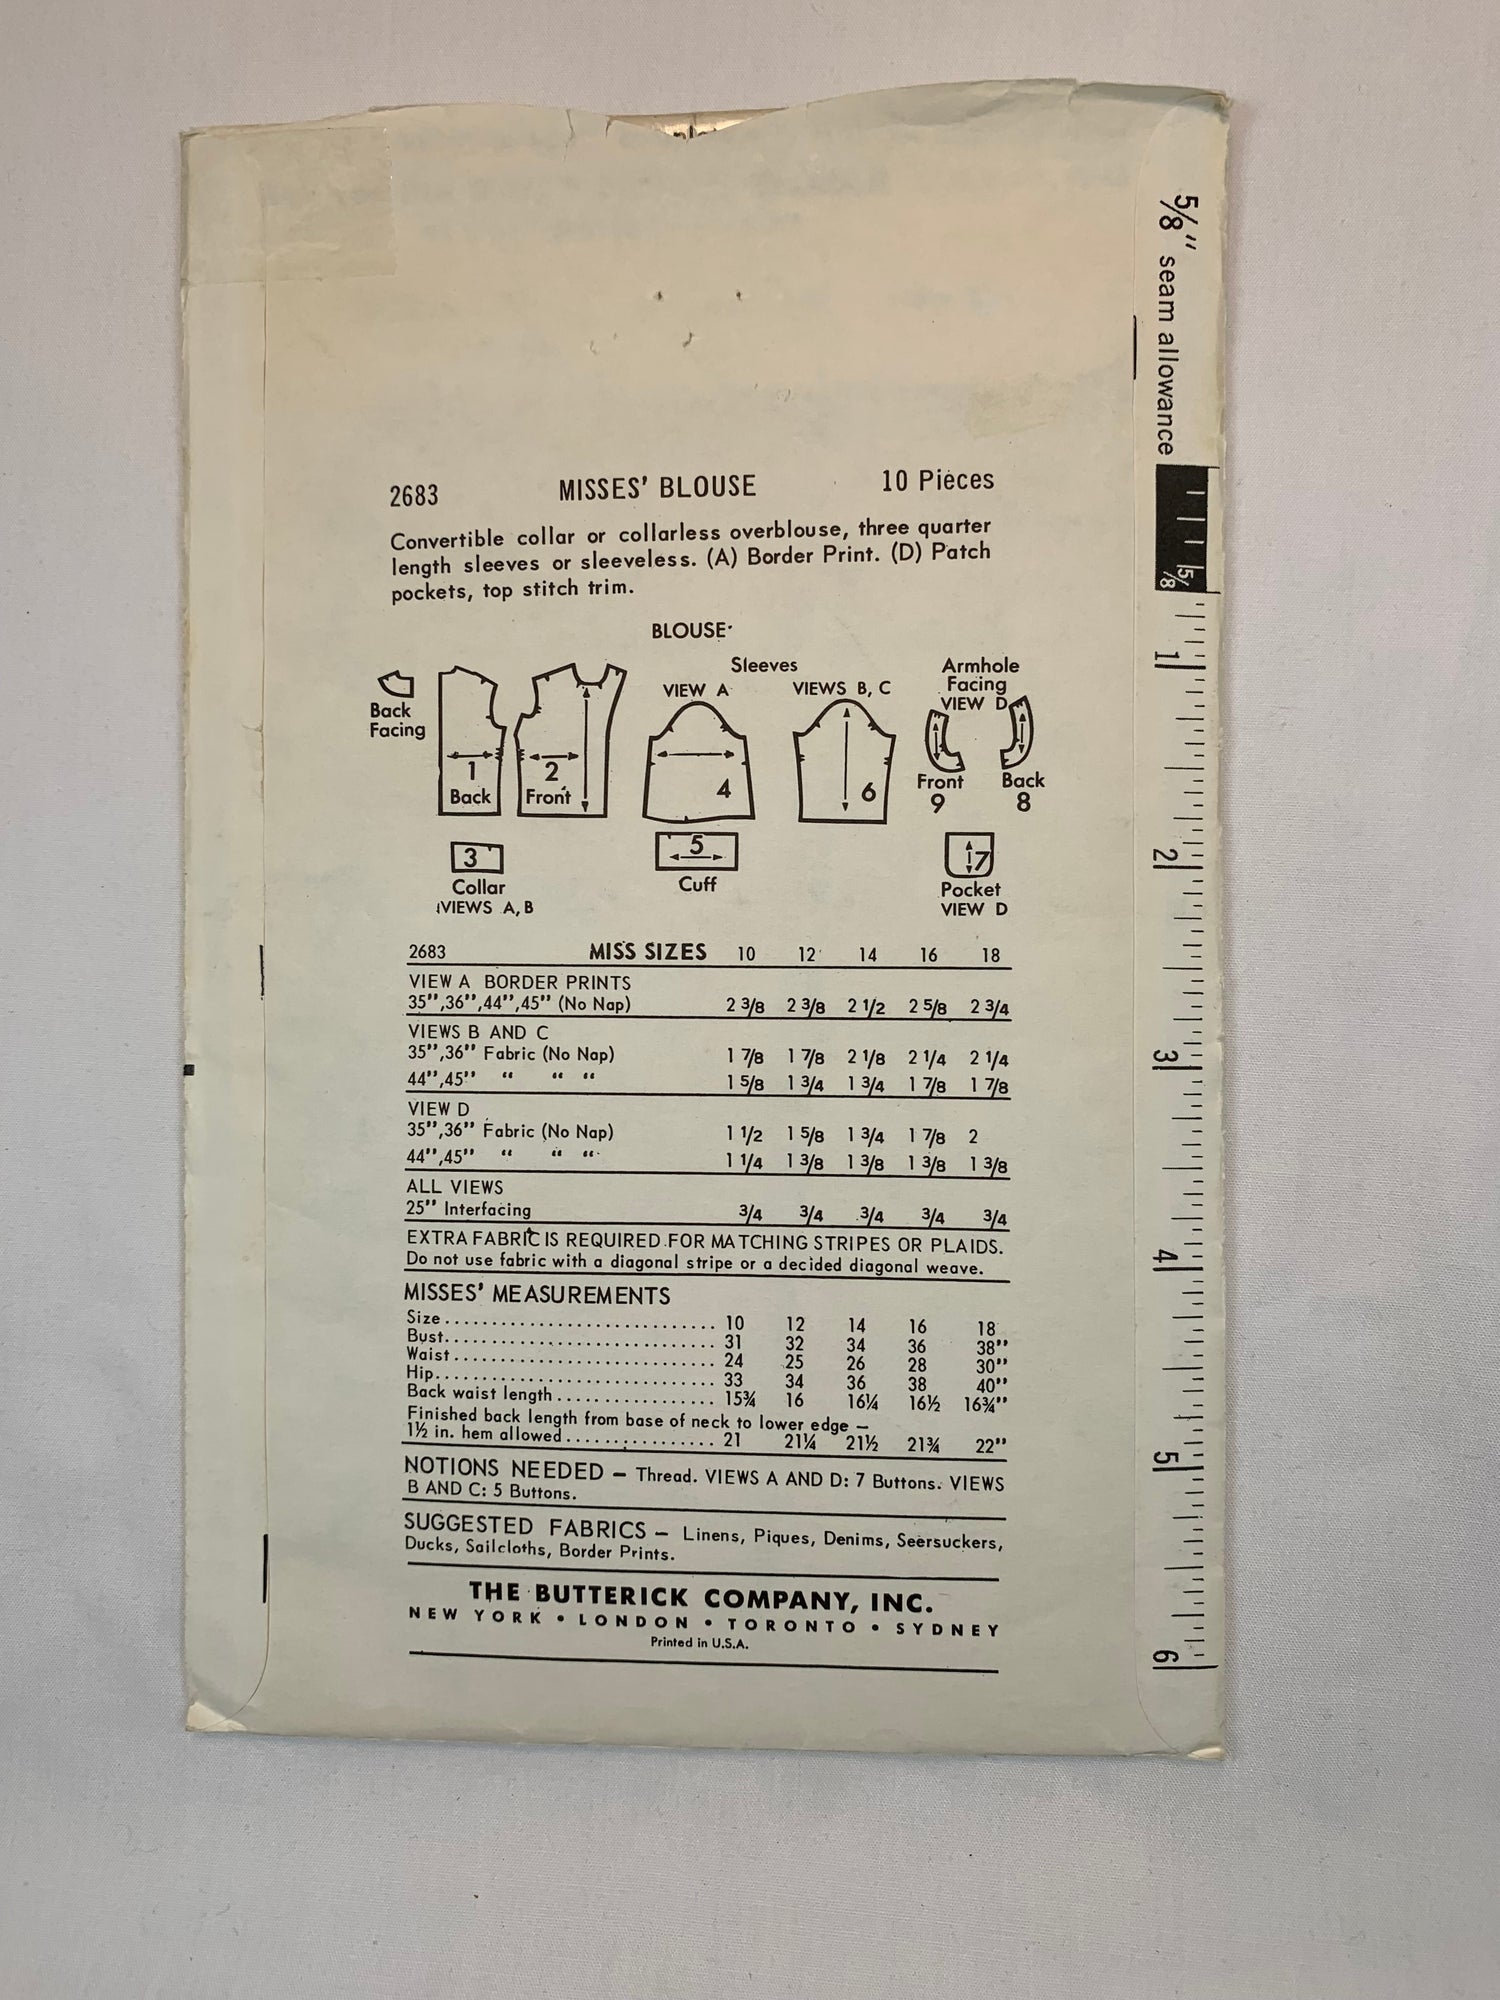 5/8" seam allowance
5/8
1
2
3
4
5
6
2683 MISSES' BLOUSE 10 Pieces
Convertible collar or collarless overblouse, three quarter
length sleeves or sleeveless. (A) Border Print. (D) Patch
pockets, top stitch trim.
BLOUSE
Back
Facing
1
Back
2
Front
Sleeves
VIEW A
4
VIEWS B, C
6
Armhole
Facing
VIEW D
Front
9
Back
8
3
Collar
VIEWS A, B
5
Cuff
7
Pocket
VIEW D
2683 MISS SIZES 10 12 14 16 18
VIEW A BORDER PRINTS
35",36",44",45" (No Nap) 2 3/8 2 3/8 2 1/2 2 5/8 2 3/4
VIEWS B AND C
35",36" Fabric (No Nap) 1 7/8 1 7/8 2 1/8 2 1/4 2 1/4
44",45" " " " 1 5/8 1 3/4 1 3/4 1 7/8 1 7/8
VIEW D
35",36" Fabric (No Nap) 1 1/2 1 5/8 1 3/4 1 7/8 2
44",45" " " " 1 1/4 1 3/8 1 3/8 1 3/8 1 3/8
ALL VIEWS
25" Interfacing 3/4 3/4 3/4 3/4 3/4
EXTRA FABRIC IS REQUIRED FOR MATCHING STRIPES OR PLAIDS.
Do not use fabric with a diagonal stripe or a decided diagonal weave.
MISSES' MEASUREMENTS
Size.............................. 10 12 14 16 18
Bust.............................. 31 32 34 36 38"
Waist............................. 24 25 26 28 30"
Hip............................... 33 34 36 38 40"
Back waist length ................. 15¾ 16 16¼ 16½ 16¾"
Finished back length from base of neck to lower edge —
1½ in. hem allowed................ 21 21¼ 21½ 21¾ 22"
NOTIONS NEEDED — Thread. VIEWS A AND D: 7 Buttons. VIEWS
B AND C: 5 Buttons.
SUGGESTED FABRICS — Linens, Piques, Denims, Seersuckers,
Ducks, Sailcloths, Border Prints.
THE BUTTERICK COMPANY, INC.
NEW YORK • LONDON • TORONTO • SYDNEY
Printed in U.S.A.